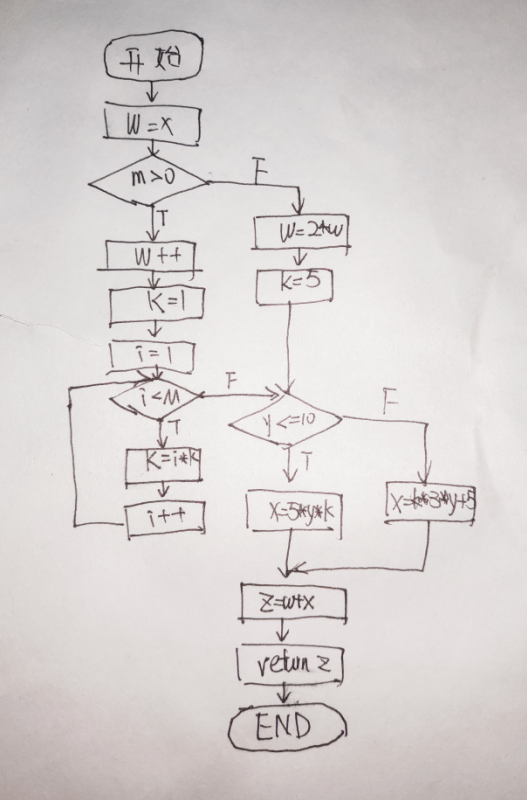 开始
W=x
m>0
F
T
W=2*w
W++
K=5
K=1
i=1
i<M
F
y<=10
F
T
T
K=i*k
X=5*y*k
X=k*3*y+5
i++
Z=w+x
return z
END